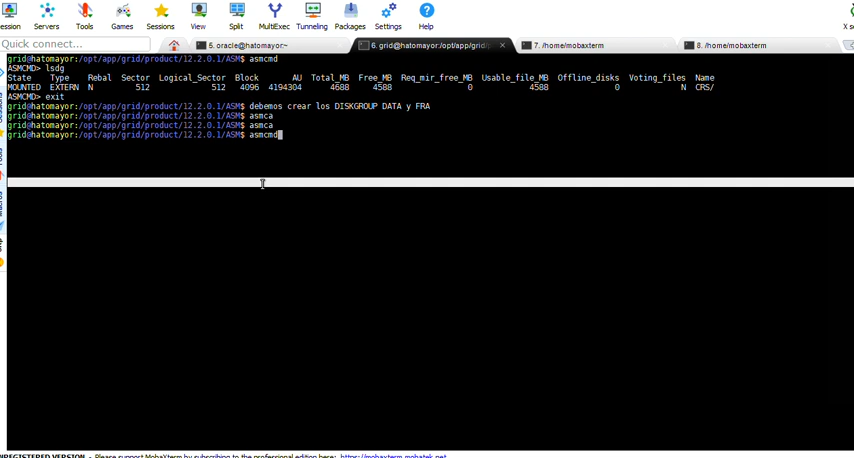 ession Servers Tools Games Sessions View Split MultiExec Tunneling Packages Settings Help X se
Quick connect... 5. oracle@hatomayor:~ 6. grid@hatomayor:/opt/app/grid/p 7. /home/mobaxterm 8. /home/mobaxterm
grid@hatomayor:/opt/app/grid/product/12.2.0.1/ASM$ asmcmd
ASMCMD> lsdg
State Type Rebal Sector Logical_Sector Block AU Total_MB Free_MB Req_mir_free_MB Usable_file_MB Offline_disks Voting_files Name
MOUNTED EXTERN N 512 512 4096 4194304 4688 4588 0 4588 0 N CRS/
ASMCMD> exit
grid@hatomayor:/opt/app/grid/product/12.2.0.1/ASM$ debemos crear los DISKGROUP DATA y FRA
grid@hatomayor:/opt/app/grid/product/12.2.0.1/ASM$ asmca
grid@hatomayor:/opt/app/grid/product/12.2.0.1/ASM$ asmca
grid@hatomayor:/opt/app/grid/product/12.2.0.1/ASM$ asmcmd
NREGISTERED VERSION - Please support MobaXterm by subscribing to the professional edition here: https://mobaxterm.mobatek.net